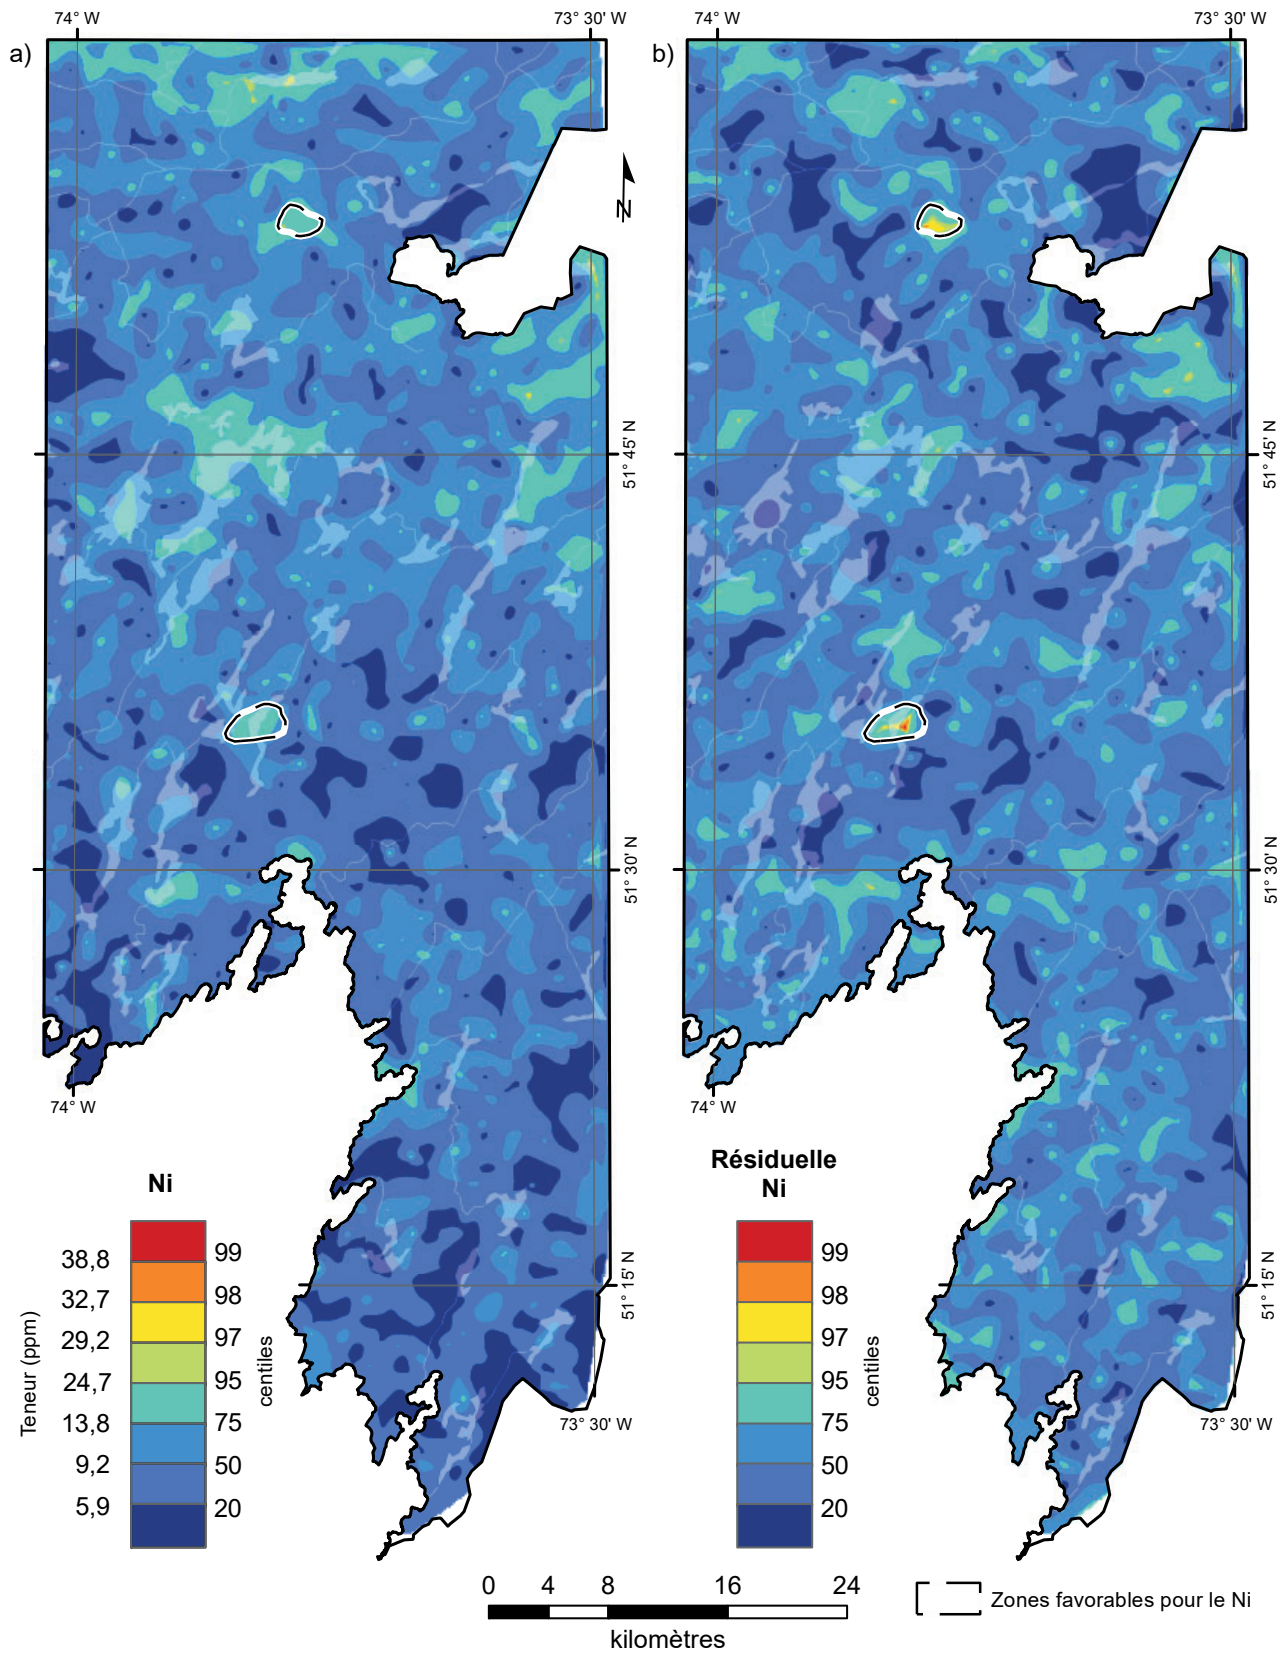 74° W
73° 30' W
74° W
73° 30' W
a)
b)
N
51° 45' N
51° 45' N
51° 30' N
51° 30' N
74° W
74° W
Ni
Résiduelle
Ni
Teneur (ppm)
38,8
32,7
29,2
24,7
13,8
9,2
5,9
99
98
97
95
75
50
20
centiles
99
98
97
95
75
50
20
centiles
51° 15' N
51° 15' N
73° 30' W
73° 30' W
0 4 8 16 24
kilomètres
Zones favorables pour le Ni